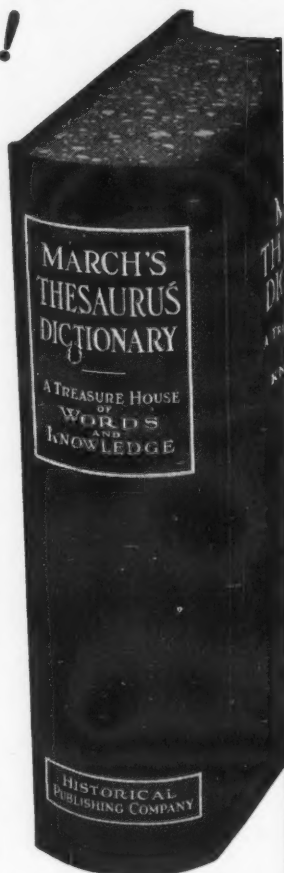 !
MARCH'S
THESAURUS
DICTIONARY
A TREASURE HOUSE
OF
WORDS
AND
KNOWLEDGE
HISTORICAL
PUBLISHING COMPANY